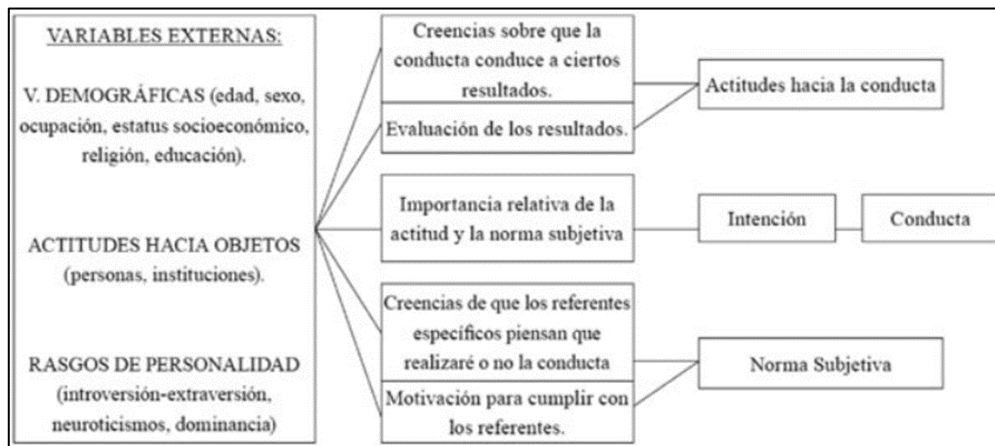 VARIABLES EXTERNAS:
V. DEMOGRÁFICAS (edad, sexo,
ocupación, estatus socioeconómico,
religión, educación).
ACTITUDES HACIA OBJETOS
(personas, instituciones).
RASGOS DE PERSONALIDAD
(introversión-extraversión,
neuroticismos, dominancia)
Creencias sobre que la
conducta conduce a ciertos
resultados.
Evaluación de los resultados.
Importancia relativa de la
actitud y la norma subjetiva
Creencias de que los referentes
específicos piensan que
realizaré o no la conducta
Motivación para cumplir con
los referentes.
Actitudes hacia la conducta
Intención
Conducta
Norma Subjetiva